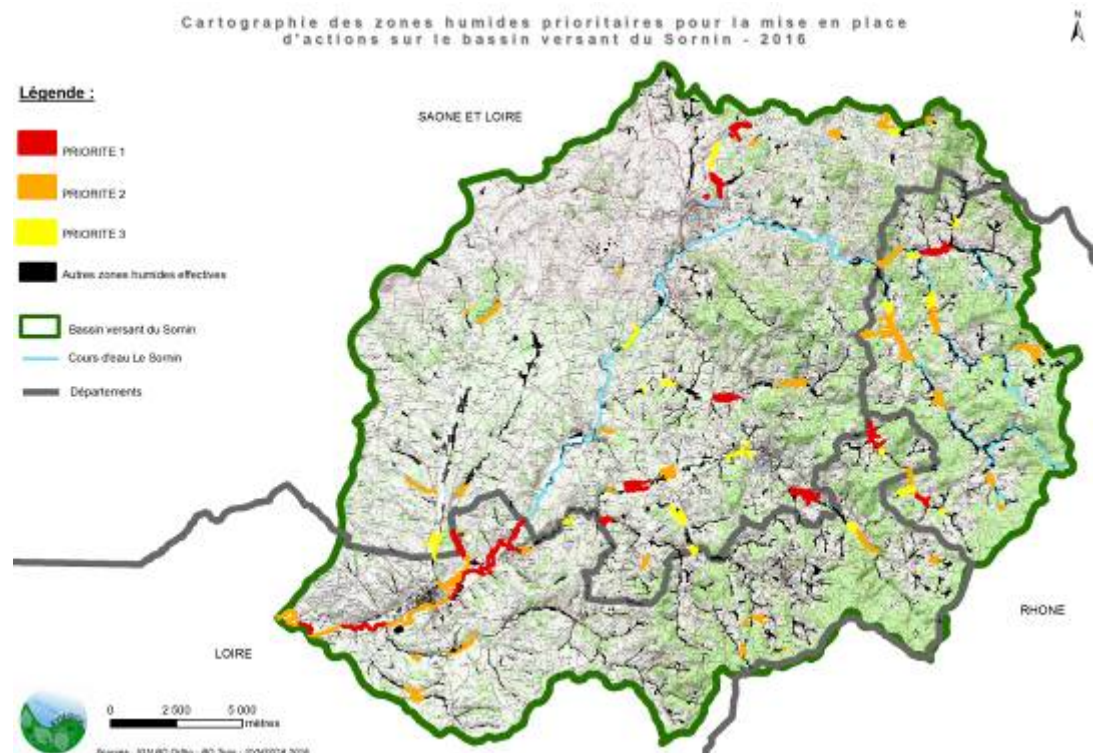 Cartographie des zones humides prioritaires pour la mise en place
d'actions sur le bassin versant du Sornin - 2016
N
Légende :
SAONE ET LOIRE
PRIORITE 1
PRIORITE 2
PRIORITE 3
Autres zones humides effectives
Bassin versant du Sornin
Cours d'eau Le Sornin
Départements
RHONE
LOIRE
0 2 500 5 000
mètres